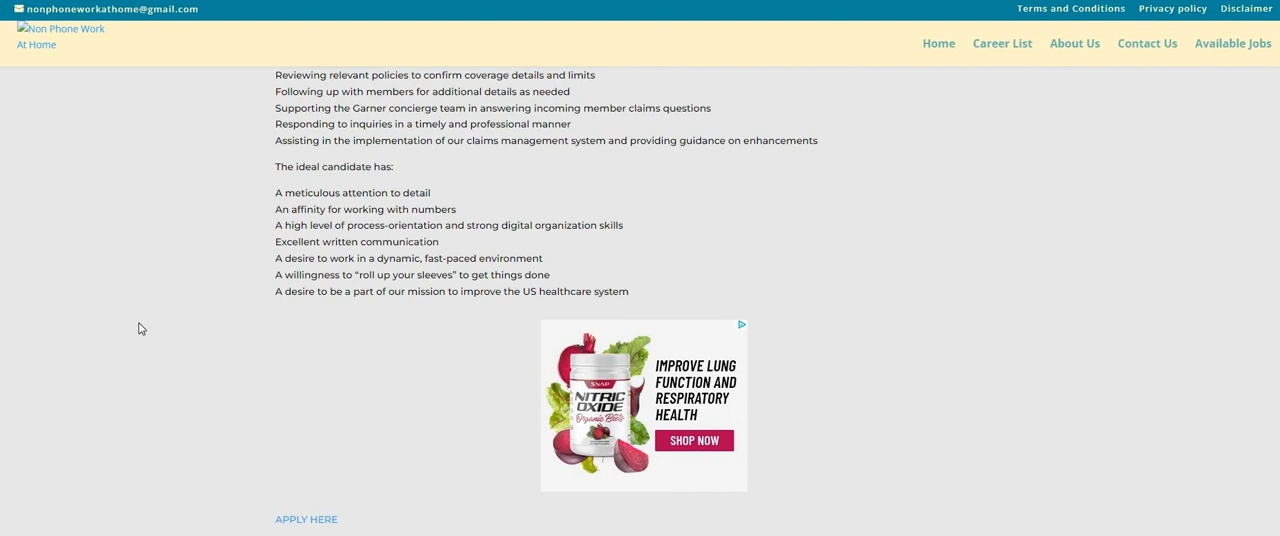 nonphoneworkathome@gmail.com
Terms and Conditions Privacy policy Disclaimer
Non Phone Work
At Home
Home Career List About Us Contact Us Available Jobs
Reviewing relevant policies to confirm coverage details and limits
Following up with members for additional details as needed
Supporting the Garner concierge team in answering incoming member claims questions
Responding to inquiries in a timely and professional manner
Assisting in the implementation of our claims management system and providing guidance on enhancements
The ideal candidate has:
A meticulous attention to detail
An affinity for working with numbers
A high level of process-orientation and strong digital organization skills
Excellent written communication
A desire to work in a dynamic, fast-paced environment
A willingness to “roll up your sleeves” to get things done
A desire to be a part of our mission to improve the US healthcare system
SNAP
NITRIC
OXIDE
Organic Beets
IMPROVE LUNG
FUNCTION AND
RESPIRATORY
HEALTH
SHOP NOW
APPLY HERE